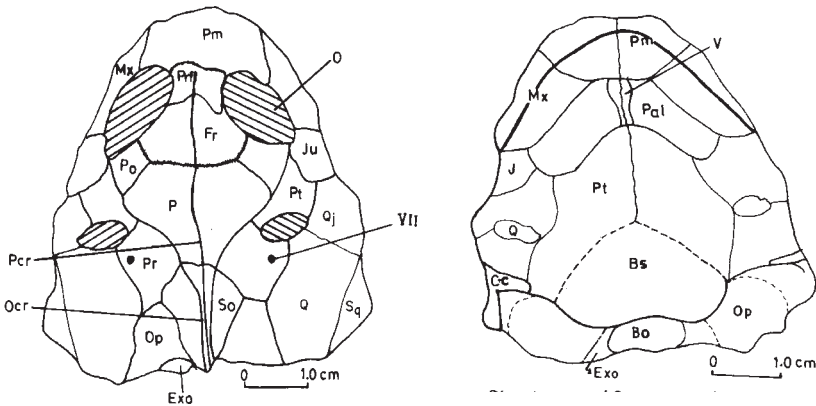 Pm
Mx
Prf
O
Fr
Po
Ju
P
Pt
Qj
VII
Pcr
Pr
Ocr
So
Q
Sq
Op
Exo
0 1.0 cm
Pm
V
Mx
Pal
J
Pt
Q
Bs
Op
Bo
Exo
0 1.0 cm